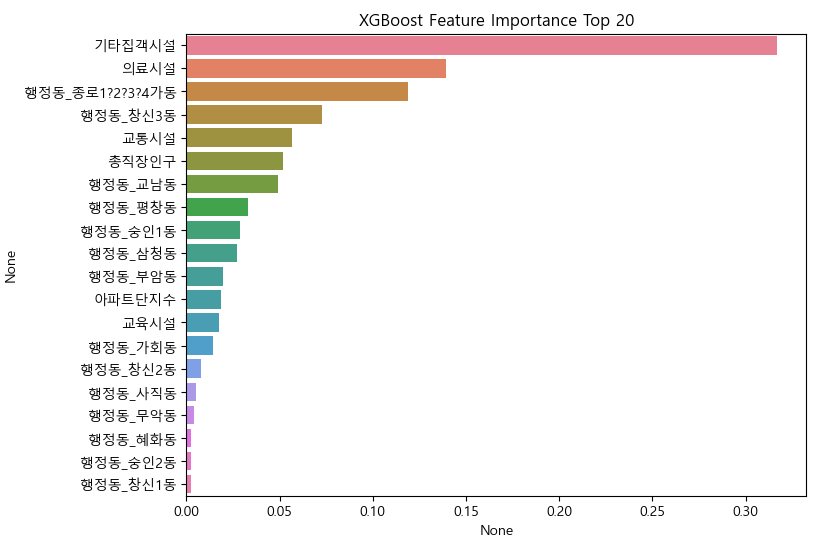 XGBoost Feature Importance Top 20
기타집객시설
의료시설
행정동_종로1?2?3?4가동
행정동_창신3동
교통시설
총직장인구
행정동_교남동
행정동_평창동
행정동_숭인1동
행정동_삼청동
행정동_부암동
아파트단지수
교육시설
행정동_가회동
행정동_창신2동
행정동_사직동
행정동_무악동
행정동_혜화동
행정동_숭인2동
행정동_창신1동
None
0.00 0.05 0.10 0.15 0.20 0.25 0.30
None